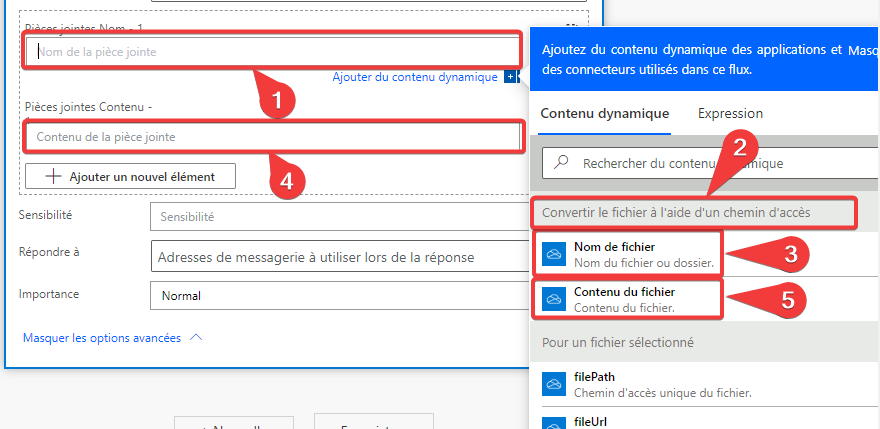 Pièces jointes Nom - 1
Nom de la pièce jointe
Ajouter du contenu dynamique
1
Pièces jointes Contenu -
Contenu de la pièce jointe
4
Ajouter un nouvel élément
Sensibilité
Sensibilité
Répondre à
Adresses de messagerie à utiliser lors de la réponse
Importance
Normal
Masquer les options avancées
Ajoutez du contenu dynamique des applications et Masq
des connecteurs utilisés dans ce flux.
Contenu dynamique
Expression
2
Rechercher du contenu dynamique
Convertir le fichier à l'aide d'un chemin d'accès
Nom de fichier
Nom du fichier ou dossier.
3
Contenu du fichier
Contenu du fichier.
5
Pour un fichier sélectionné
filePath
Chemin d'accès unique du fichier.
fileUrl